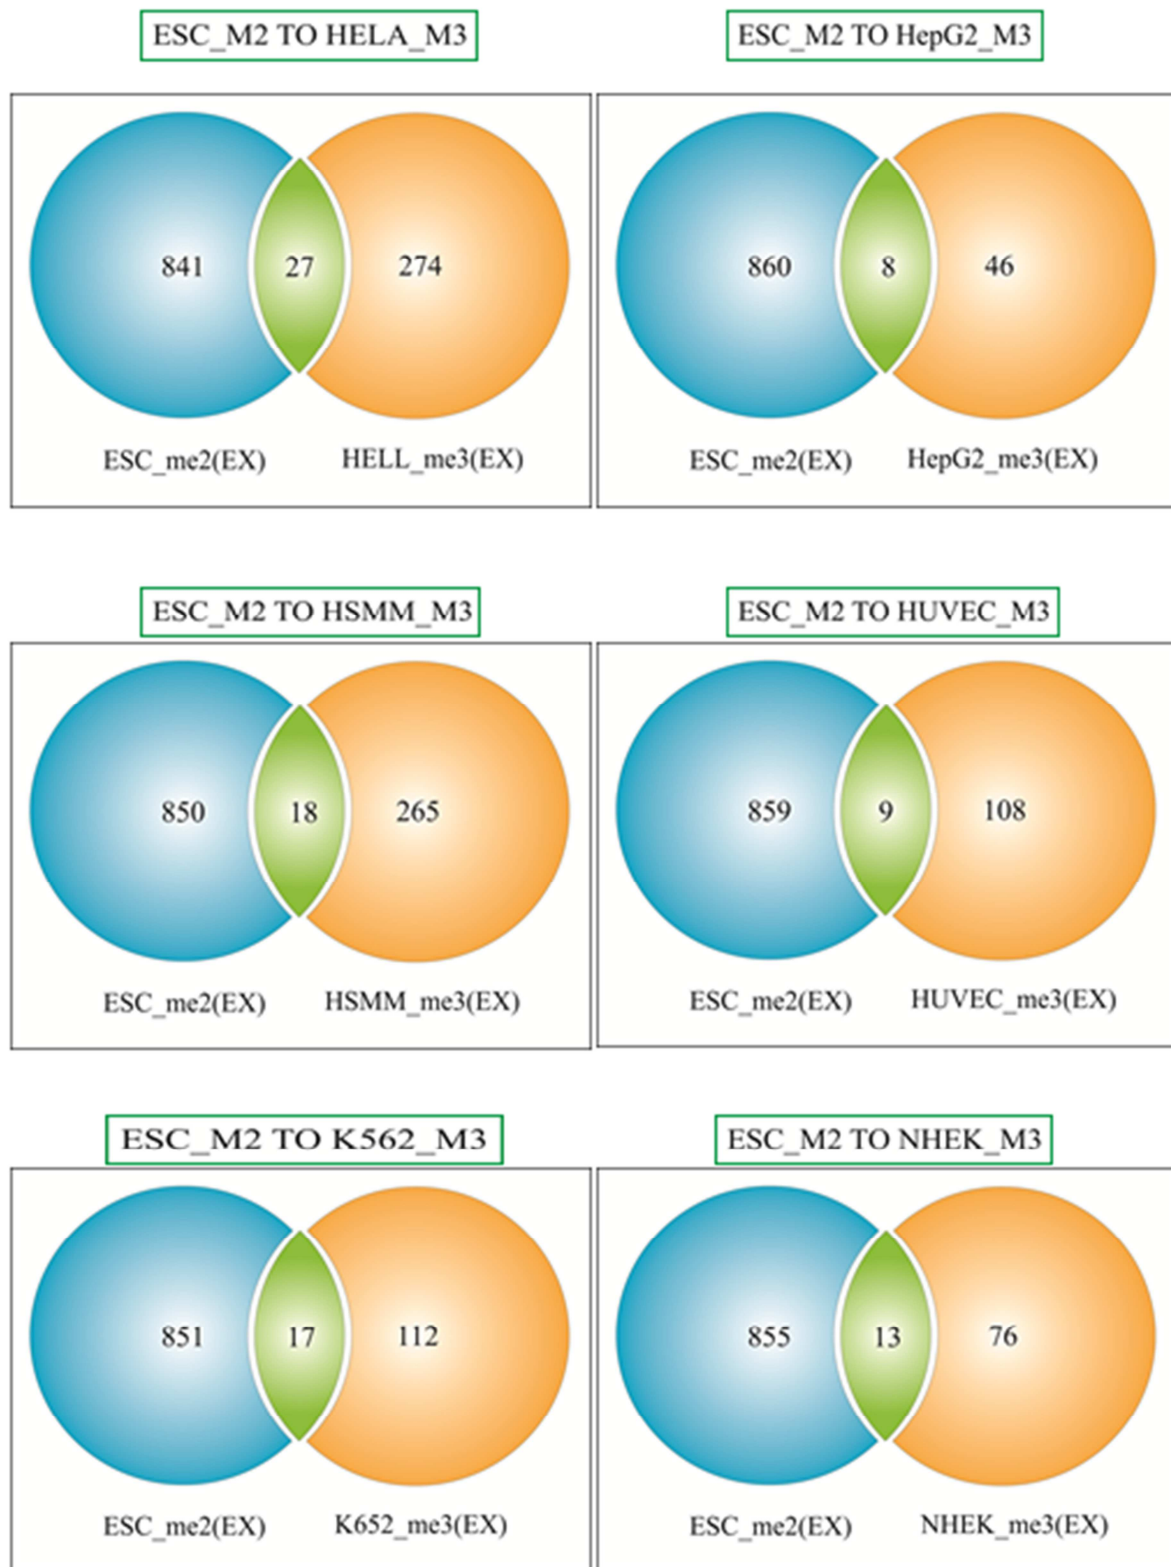 ESC_M2 TO HELA_M3
841 27 274
ESC_me2(EX) HELL_me3(EX)
ESC_M2 TO HepG2_M3
860 8 46
ESC_me2(EX) HepG2_me3(EX)
ESC_M2 TO HSMM_M3
850 18 265
ESC_me2(EX) HSMM_me3(EX)
ESC_M2 TO HUVEC_M3
859 9 108
ESC_me2(EX) HUVEC_me3(EX)
ESC_M2 TO K562_M3
851 17 112
ESC_me2(EX) K652_me3(EX)
ESC_M2 TO NHEK_M3
855 13 76
ESC_me2(EX) NHEK_me3(EX)